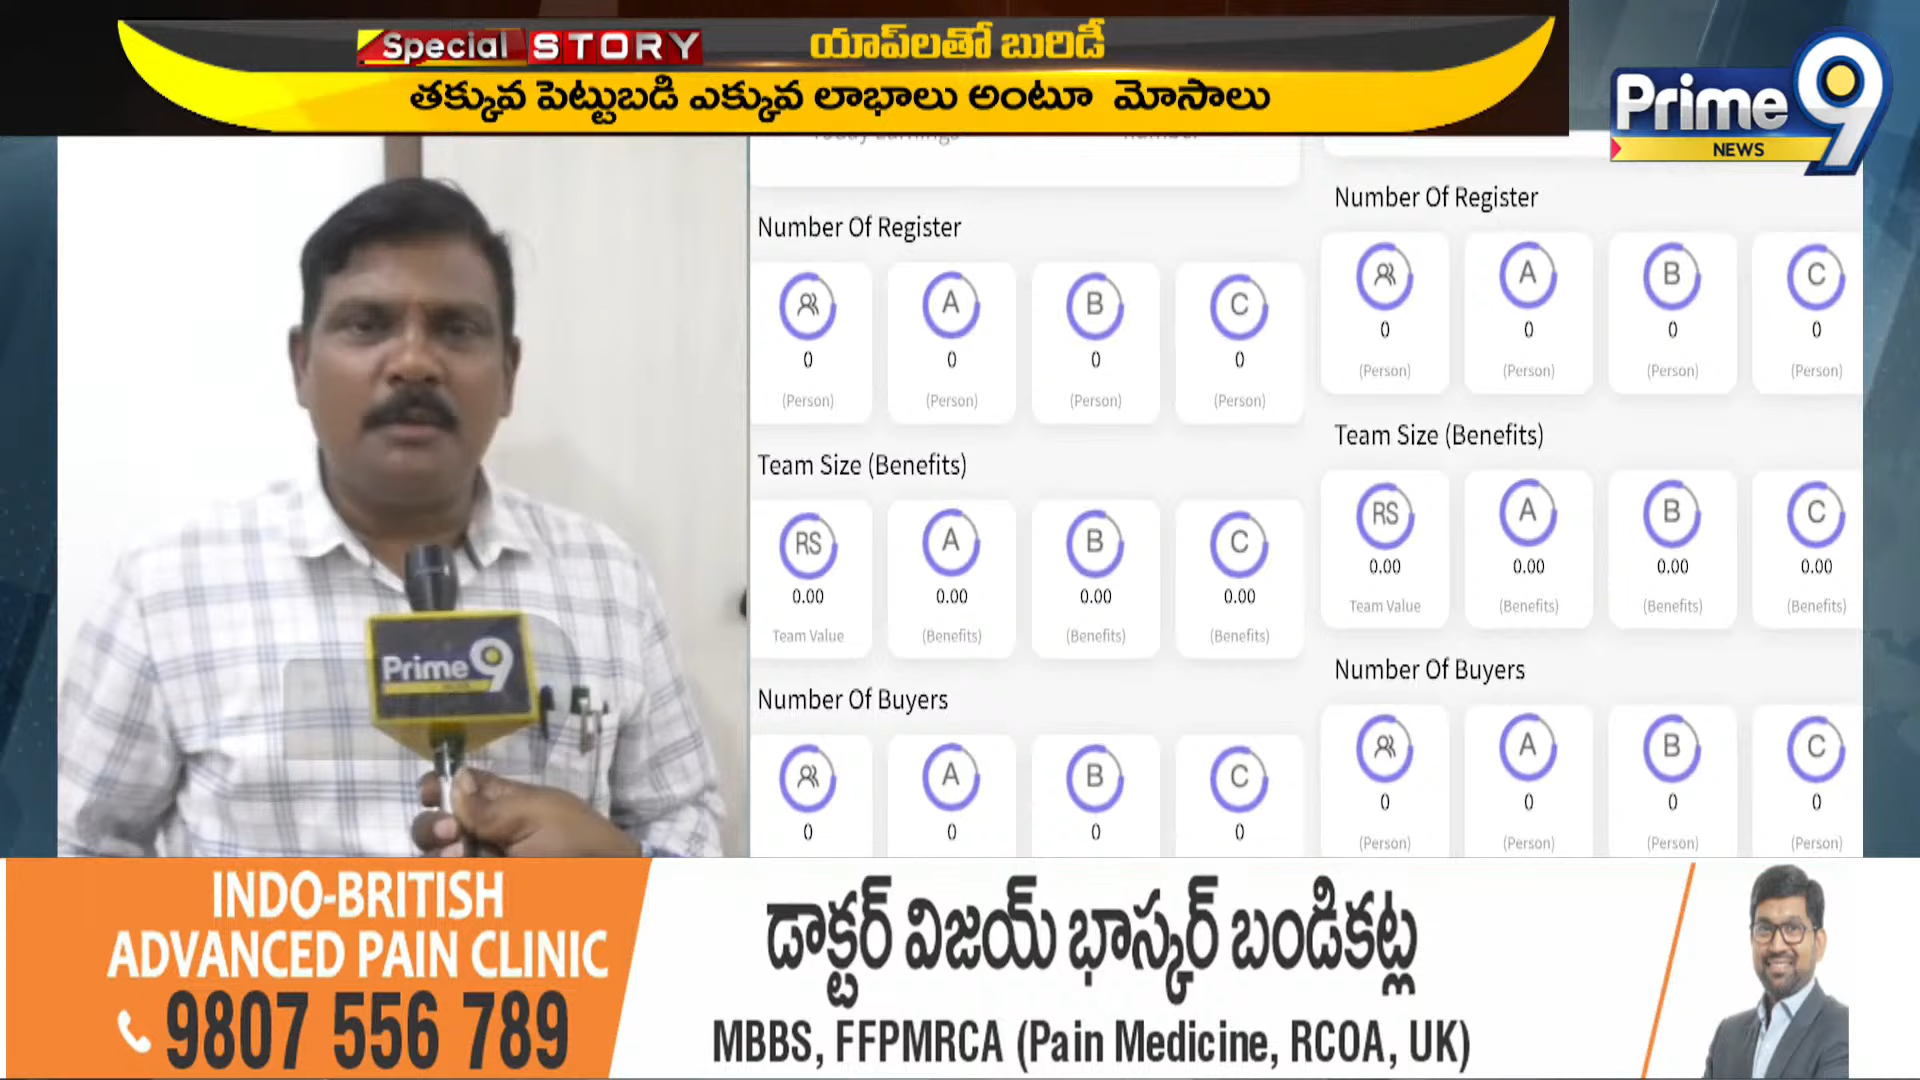 Special STORY
యాప్‌లతో బురిడీ
తక్కువ పెట్టుబడి ఎక్కువ లాభాలు అంటూ మోసాలు
Prime9
NEWS
Number Of Register
A
B
C
0
0
0
0
(Person)
(Person)
(Person)
(Person)
Team Size (Benefits)
RS
A
B
C
0.00
0.00
0.00
0.00
Team Value
(Benefits)
(Benefits)
(Benefits)
Number Of Buyers
A
B
C
0
0
0
0
Number Of Register
A
B
C
0
0
0
0
(Person)
(Person)
(Person)
(Person)
Team Size (Benefits)
RS
A
B
C
0.00
0.00
0.00
0.00
Team Value
(Benefits)
(Benefits)
(Benefits)
Number Of Buyers
A
B
C
0
0
0
0
(Person)
(Person)
(Person)
(Person)
Prime9
INDO-BRITISH
ADVANCED PAIN CLINIC
9807 556 789
డాక్టర్ విజయ్ భాస్కర్ బండికట్ల
MBBS, FFPMRCA (Pain Medicine, RCOA, UK)